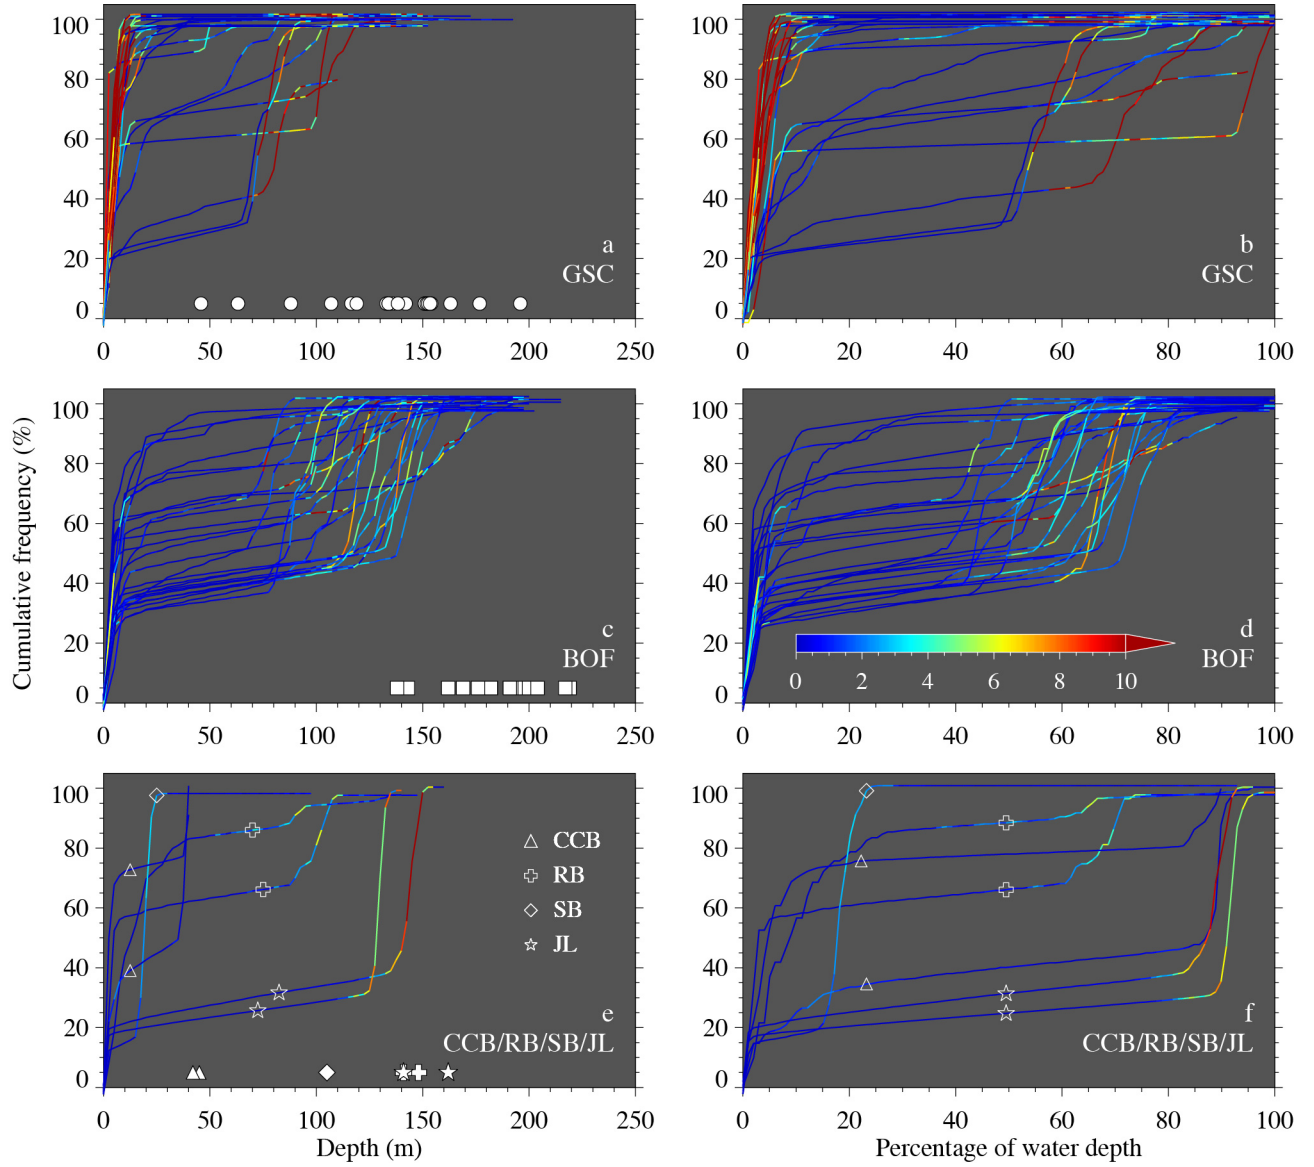 100
80
60
40
20
0
a
GSC
0 50 100 150 200 250
100
80
60
40
20
0
b
GSC
0 20 40 60 80 100
Cumulative frequency (%)
100
80
60
40
20
0
c
BOF
0 50 100 150 200 250
100
80
60
40
20
0
d
BOF
0 2 4 6 8 10
0 20 40 60 80 100
100
80
60
40
20
0
CCB
RB
SB
JL
e
CCB/RB/SB/JL
0 50 100 150 200 250
Depth (m)
100
80
60
40
20
0
f
CCB/RB/SB/JL
0 20 40 60 80 100
Percentage of water depth